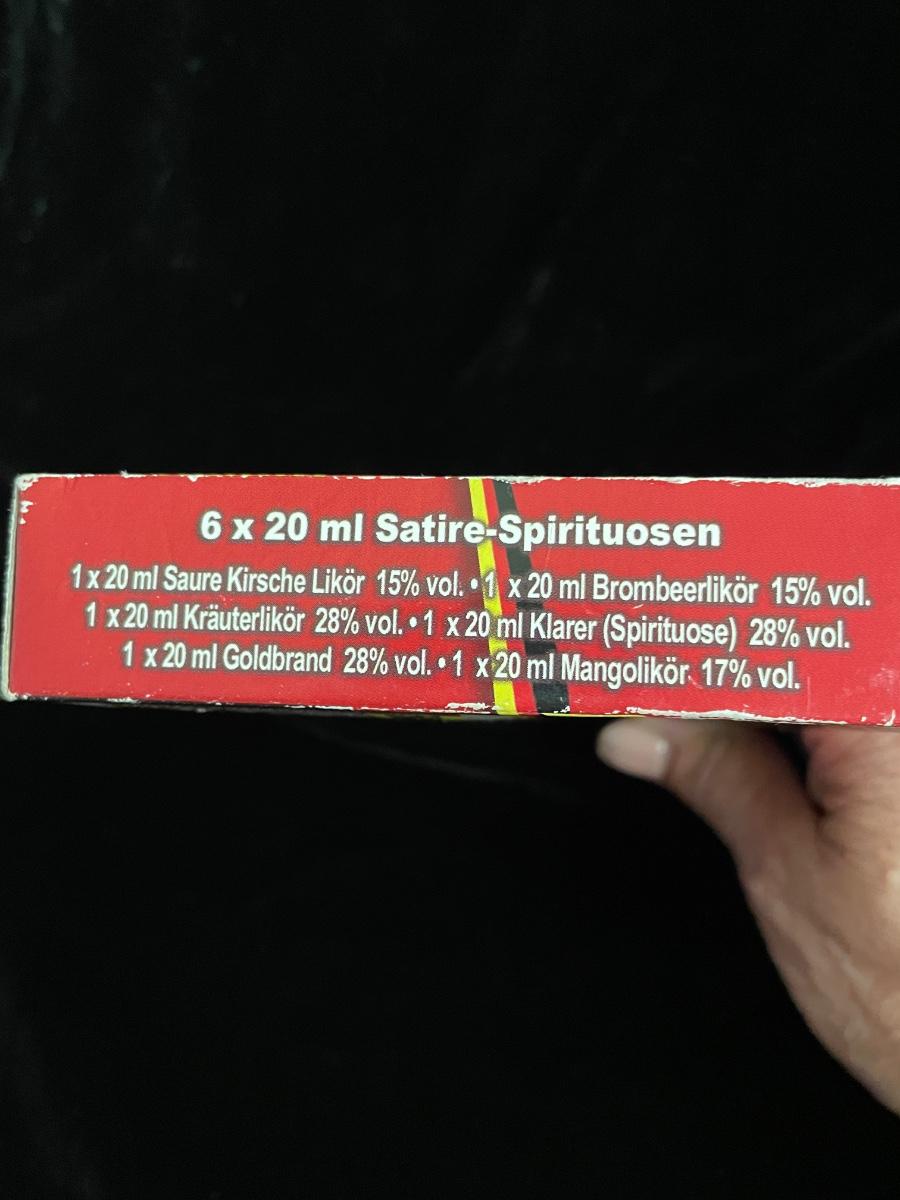 6 x 20 ml Satire-Spirituosen
1 x 20 ml Saure Kirsche Likör 15% vol. • 1 x 20 ml Brombeerlikör 15% vol.
1 x 20 ml Kräuterlikör 28% vol. • 1 x 20 ml Klarer (Spirituose) 28% vol.
1 x 20 ml Goldbrand 28% vol. • 1 x 20 ml Mangolikör 17% vol.